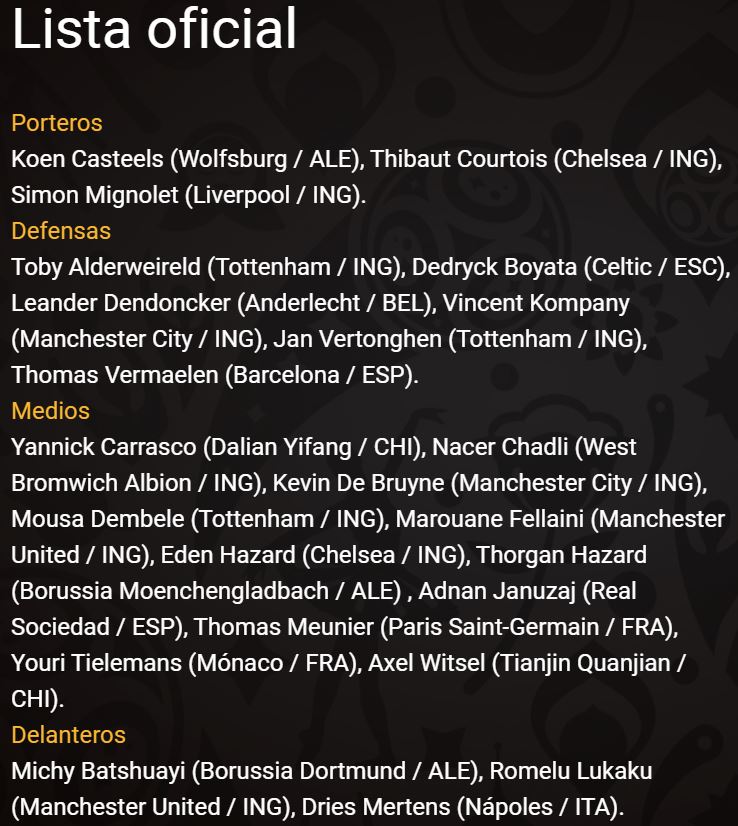 Lista oficial
Porteros
Koen Casteels (Wolfsburg / ALE), Thibaut Courtois (Chelsea / ING),
Simon Mignolet (Liverpool / ING).
Defensas
Toby Alderweireld (Tottenham / ING), Dedryck Boyata (Celtic / ESC),
Leander Dendoncker (Anderlecht / BEL), Vincent Kompany
(Manchester City / ING), Jan Vertonghen (Tottenham / ING),
Thomas Vermaelen (Barcelona / ESP).
Medios
Yannick Carrasco (Dalian Yifang / CHI), Nacer Chadli (West
Bromwich Albion / ING), Kevin De Bruyne (Manchester City / ING),
Mousa Dembele (Tottenham / ING), Marouane Fellaini (Manchester
United / ING), Eden Hazard (Chelsea / ING), Thorgan Hazard
(Borussia Moenchengladbach / ALE) , Adnan Januzaj (Real
Sociedad / ESP), Thomas Meunier (Paris Saint-Germain / FRA),
Youri Tielemans (Mónaco / FRA), Axel Witsel (Tianjin Quanjian /
CHI).
Delanteros
Michy Batshuayi (Borussia Dortmund / ALE), Romelu Lukaku
(Manchester United / ING), Dries Mertens (Nápoles / ITA).